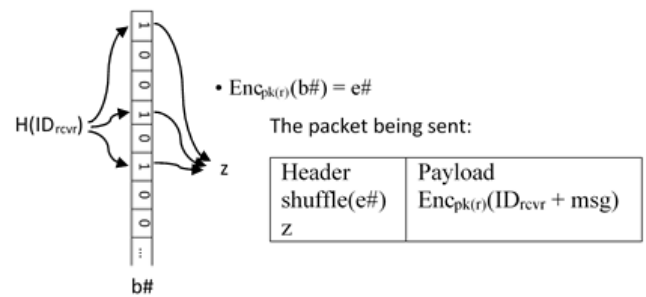 1
0
0
1
0
1
0
0
...
H(IDrcvr)
z
b#
• Encpk(r)(b#) = e#
The packet being sent:
Header
shuffle(e#)
z
Payload
Encpk(r)(IDrcvr + msg)